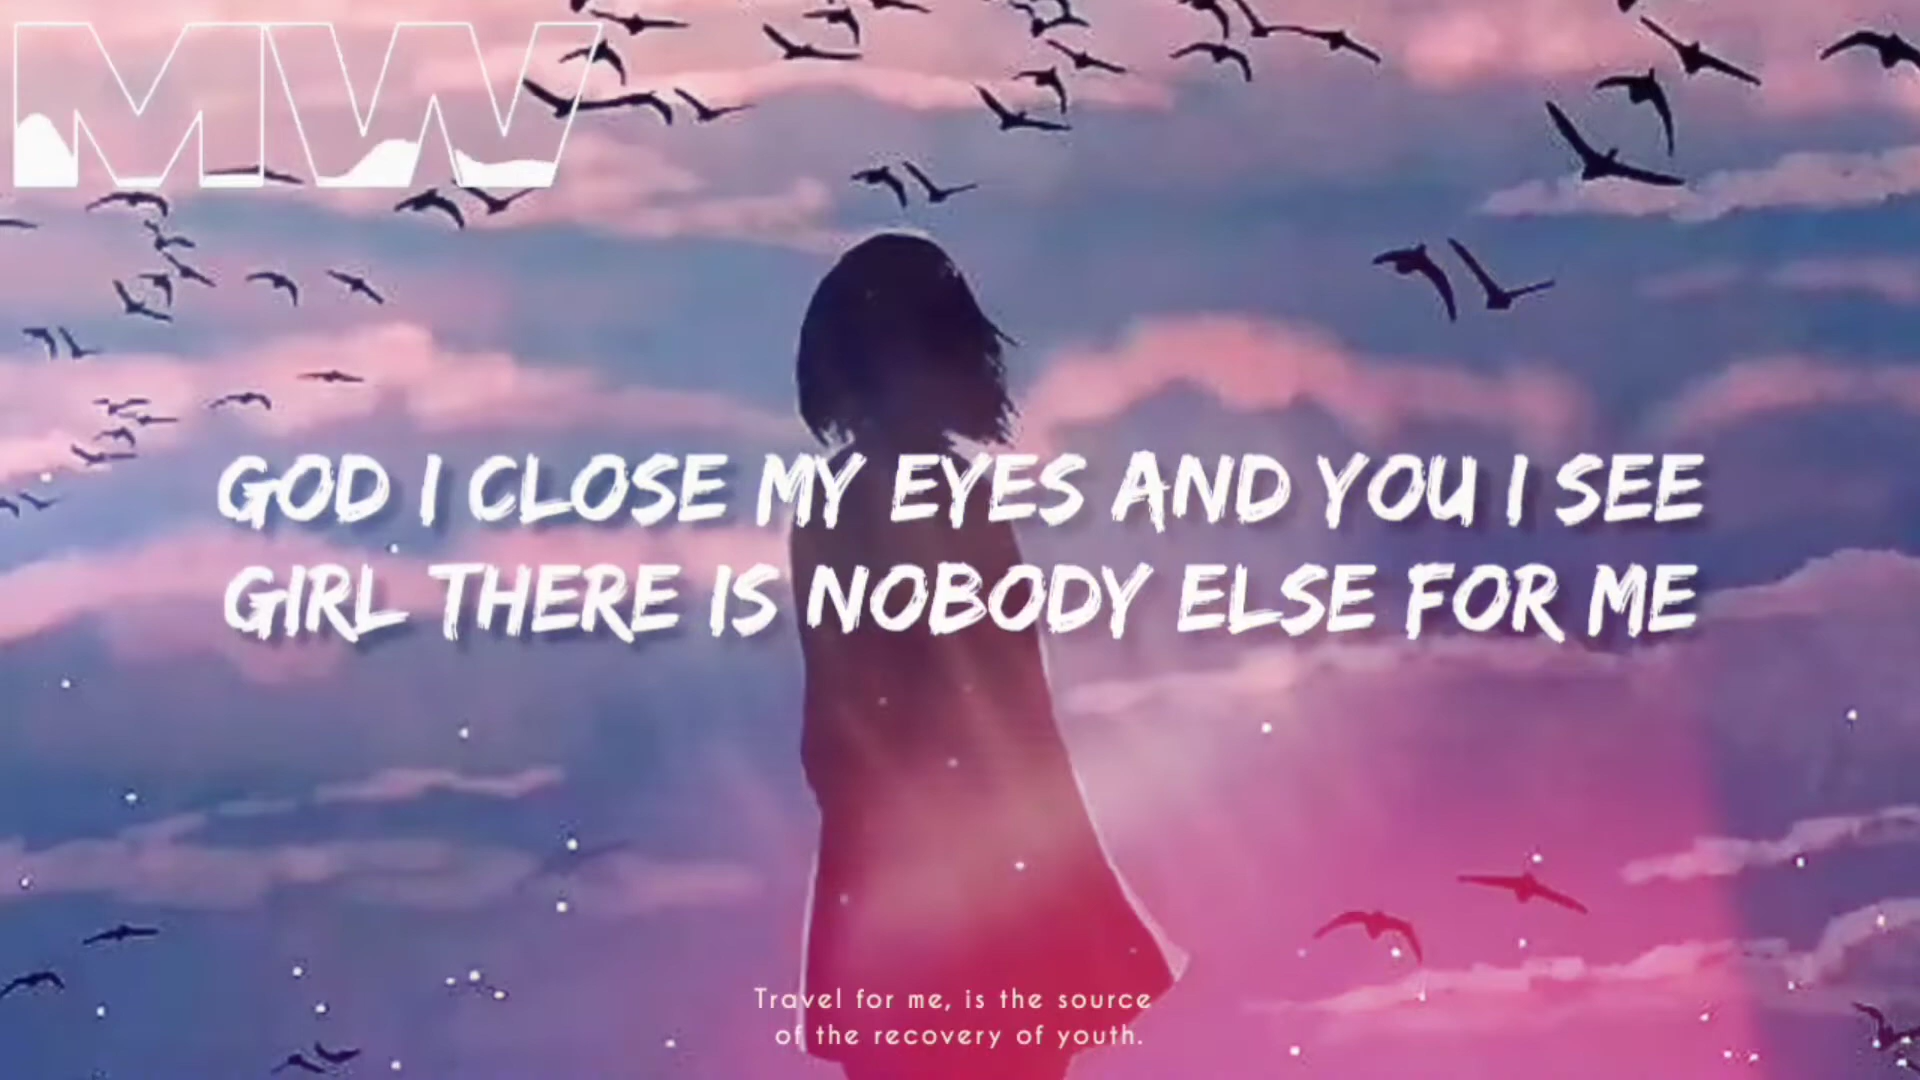 MW
GOD I CLOSE MY EYES AND YOU I SEE
GIRL THERE IS NOBODY ELSE FOR ME
Travel for me, is the source
of the recovery of youth.